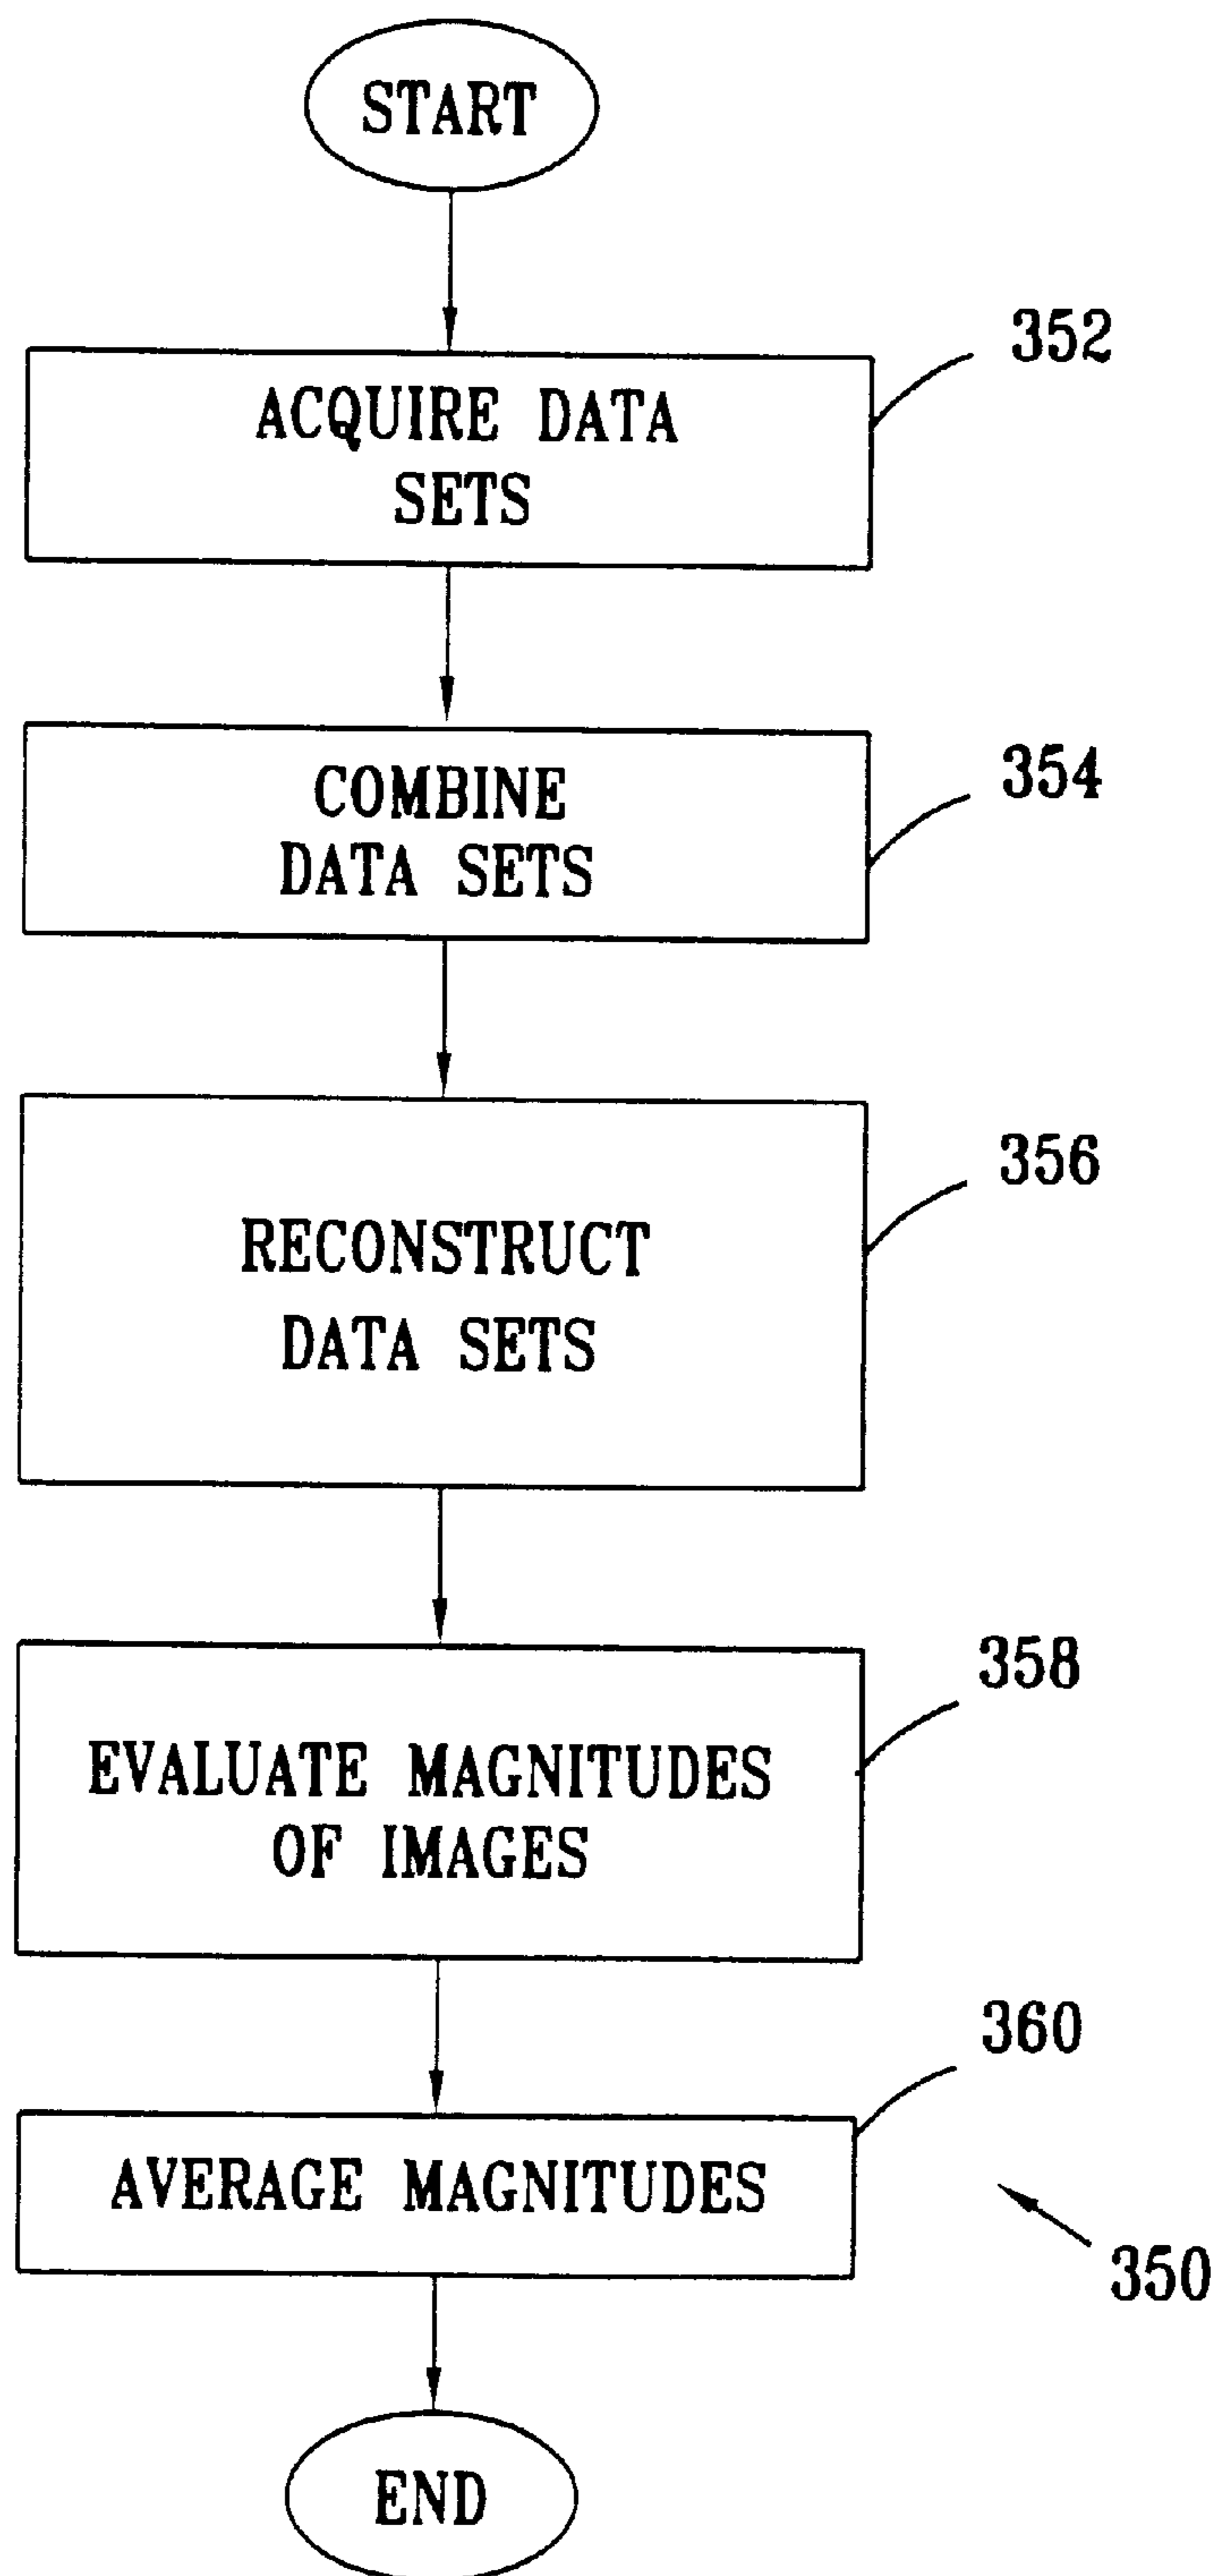 START
352
ACQUIRE DATA
SETS
354
COMBINE
DATA SETS
356
RECONSTRUCT
DATA SETS
358
EVALUATE MAGNITUDES
OF IMAGES
360
AVERAGE MAGNITUDES
350
END